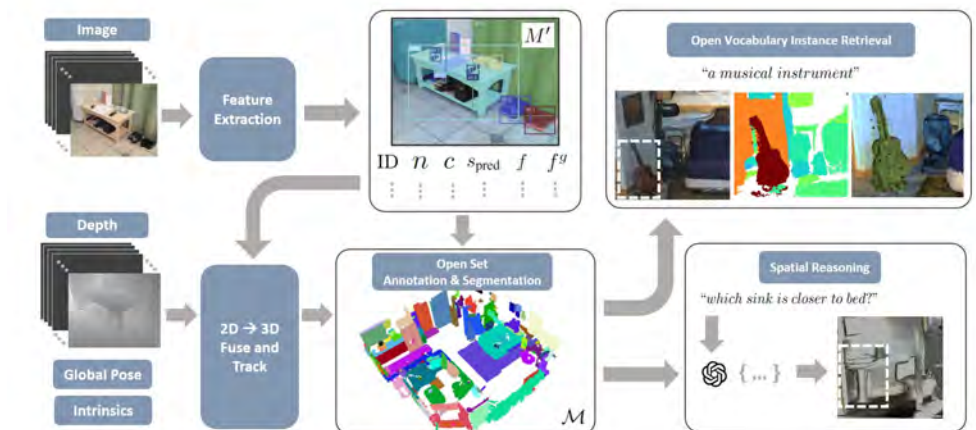 Image
Feature
Extraction
M′
ID n c s_pred f f^g
Open Vocabulary Instance Retrieval
“a musical instrument”
Depth
Global Pose
Intrinsics
2D → 3D
Fuse and
Track
Open Set
Annotation & Segmentation
M
Spatial Reasoning
“which sink is closer to bed?”
{ ... }